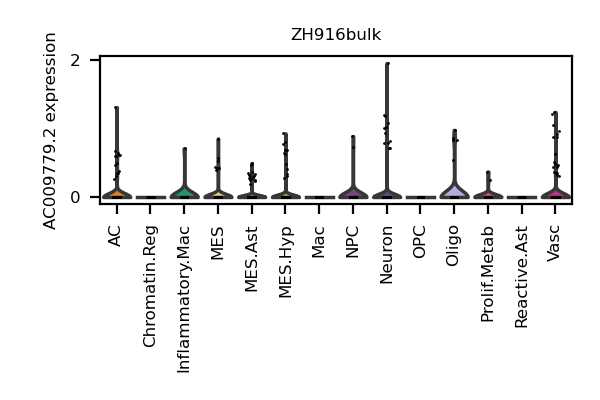 ZH916bulk
AC009779.2 expression
2
0
AC
Chromatin.Reg
Inflammatory.Mac
MES
MES.Ast
MES.Hyp
Mac
NPC
Neuron
OPC
Oligo
Prolif.Metab
Reactive.Ast
Vasc